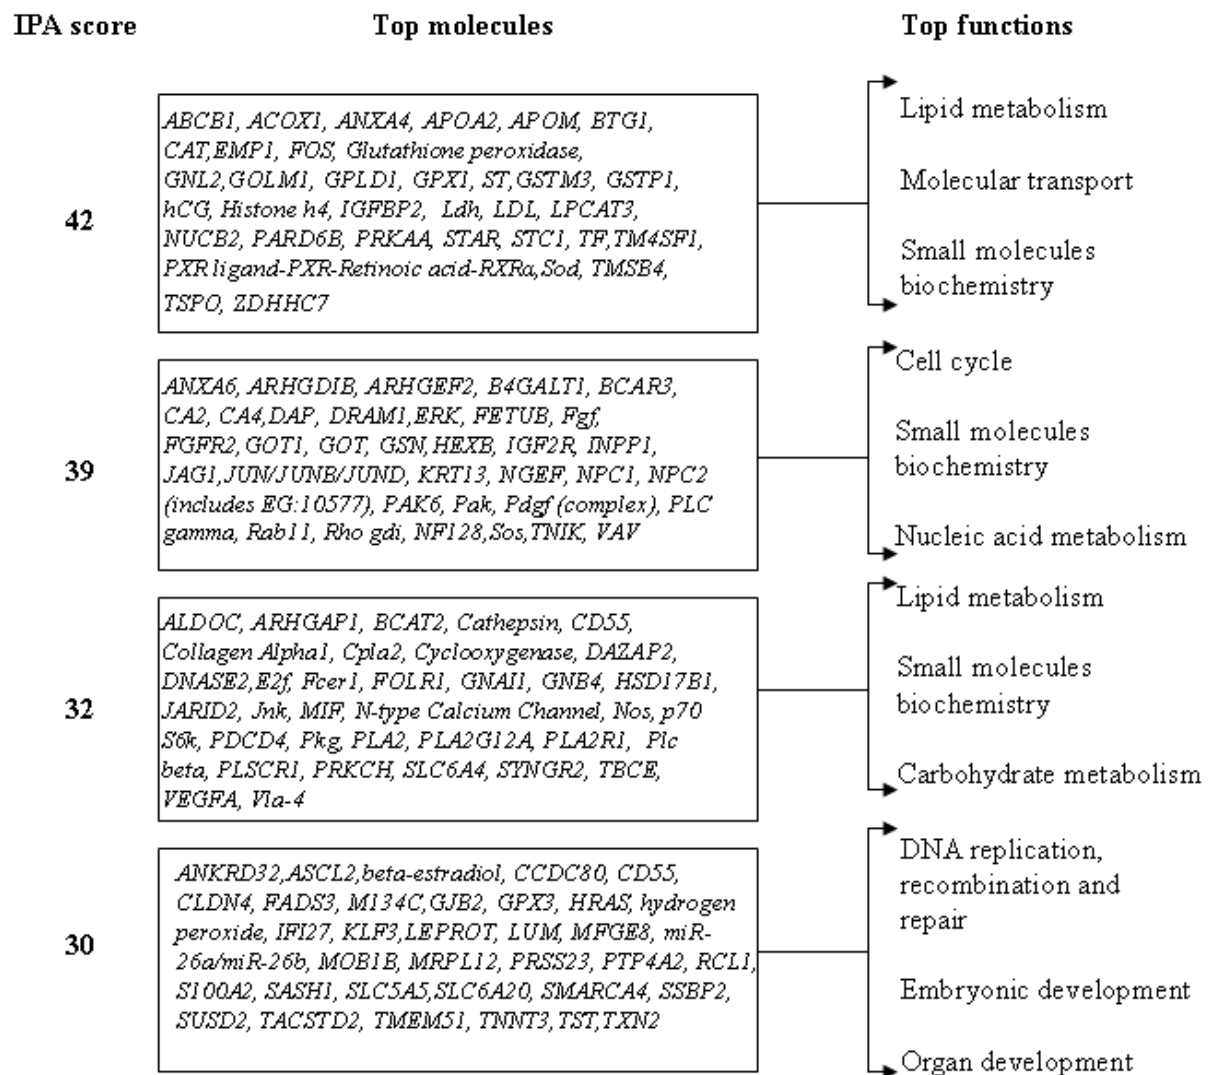 IPA score Top molecules Top functions
ABCB1, ACOX1, ANXA4, APOA2, APOM, BTG1,
CAT,EMP1, FOS, Glutathione peroxidase,
GNL2,GOLM1, GPLD1, GPX1, ST,GSTM3, GSTP1,
hCG, Histone h4, IGFBP2, Ldh, LDL, LPCAT3,
NUCB2, PARD6B, PRKAA, STAR, STC1, TF,TM4SF1,
PXR ligand-PXR-Retinoic acid-RXRα,Sod, TMSB4,
TSPO, ZDHHC7
42
Lipid metabolism
Molecular transport
Small molecules
biochemistry
ANXA6, ARHGDIB, ARHGEF2, B4GALT1, BCAR3,
CA2, CA4,DAP, DRAM1,ERK, FETUB, Fgf,
FGFR2, GOT1, GOT, GSN,HEXB, IGF2R, INPP1,
JAG1,JUN/JUNB/JUND, KRT13, NGEF, NPC1, NPC2
(includes EG:10577), PAK6, Pak, Pdgf (complex), PLC
gamma, Rab11, Rho gdi, NF128,Sos,TNIK, VAV
39
Cell cycle
Small molecules
biochemistry
Nucleic acid metabolism
ALDOC, ARHGAP1, BCAT2, Cathepsin, CD55,
Collagen Alpha1, Cpla2, Cyclooxygenase, DAZAP2,
DNASE2,E2f, Fcer1, FOLR1, GNAI1, GNB4, HSD17B1,
JARID2, Jnk, MIF, N-type Calcium Channel, Nos, p70
S6k, PDCD4, Pkg, PLA2, PLA2G12A, PLA2R1, Plc
beta, PLSCR1, PRKCH, SLC6A4, SYNGR2, TBCE,
VEGFA, Vla-4
32
Lipid metabolism
Small molecules
biochemistry
Carbohydrate metabolism
ANKRD32,ASCL2,beta-estradiol, CCDC80, CD55,
CLDN4, FADS3, M134C,GJB2, GPX3, HRAS, hydrogen
peroxide, IFI27, KLF3,LEPROT, LUM, MFGE8, miR-
26a/miR-26b, MOB1B, MRPL12, PRSS23, PTP4A2, RCL1,
S100A2, SASH1, SLC5A5,SLC6A20, SMARCA4, SSBP2,
SUSD2, TACSTD2, TMEM51, TNNT3,TST,TXN2
30
DNA replication,
recombination and
repair
Embryonic development
Organ development